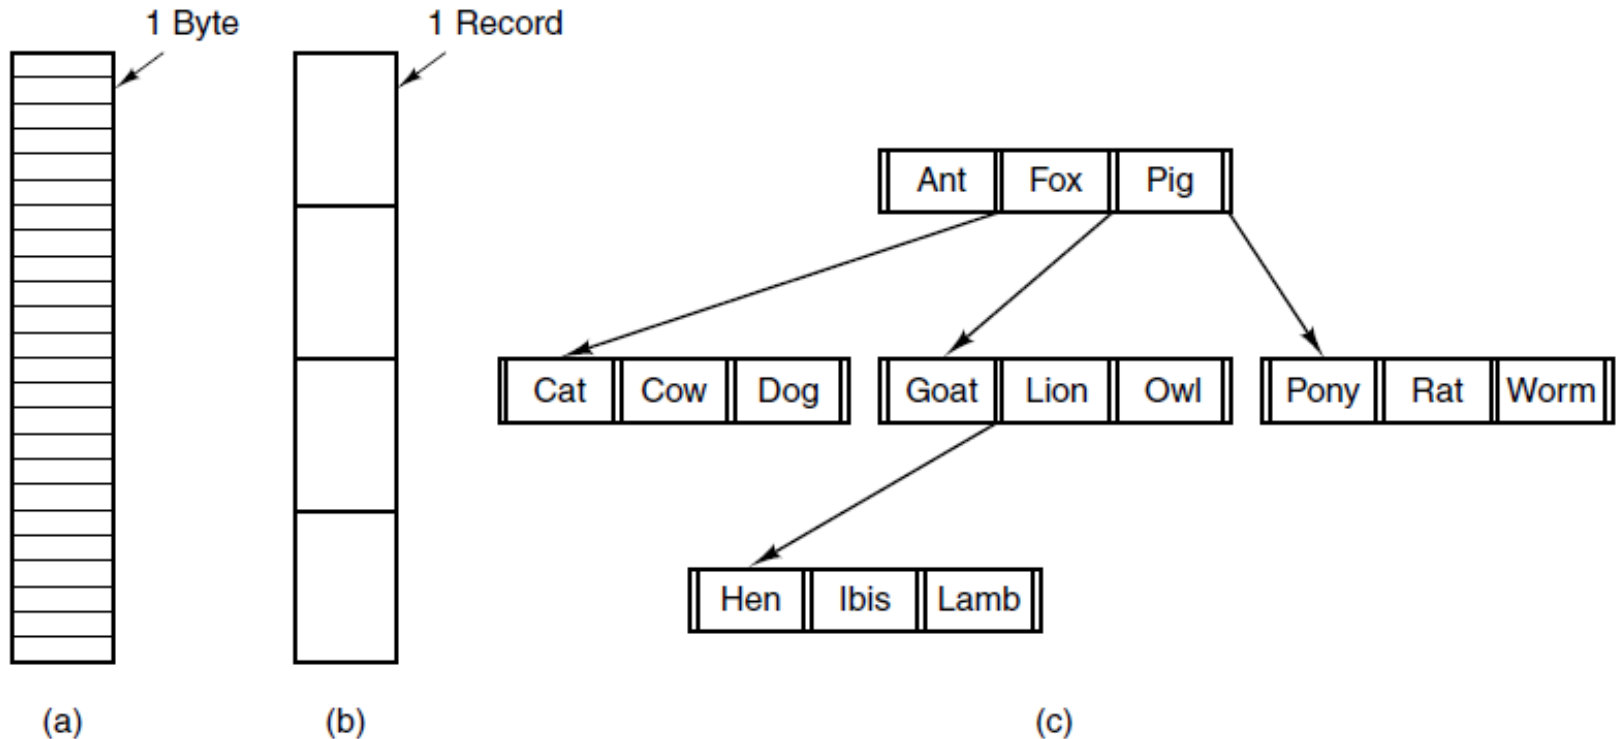 1 Byte
1 Record
Ant Fox Pig
Cat Cow Dog
Goat Lion Owl
Pony Rat Worm
Hen Ibis Lamb
(a)
(b)
(c)